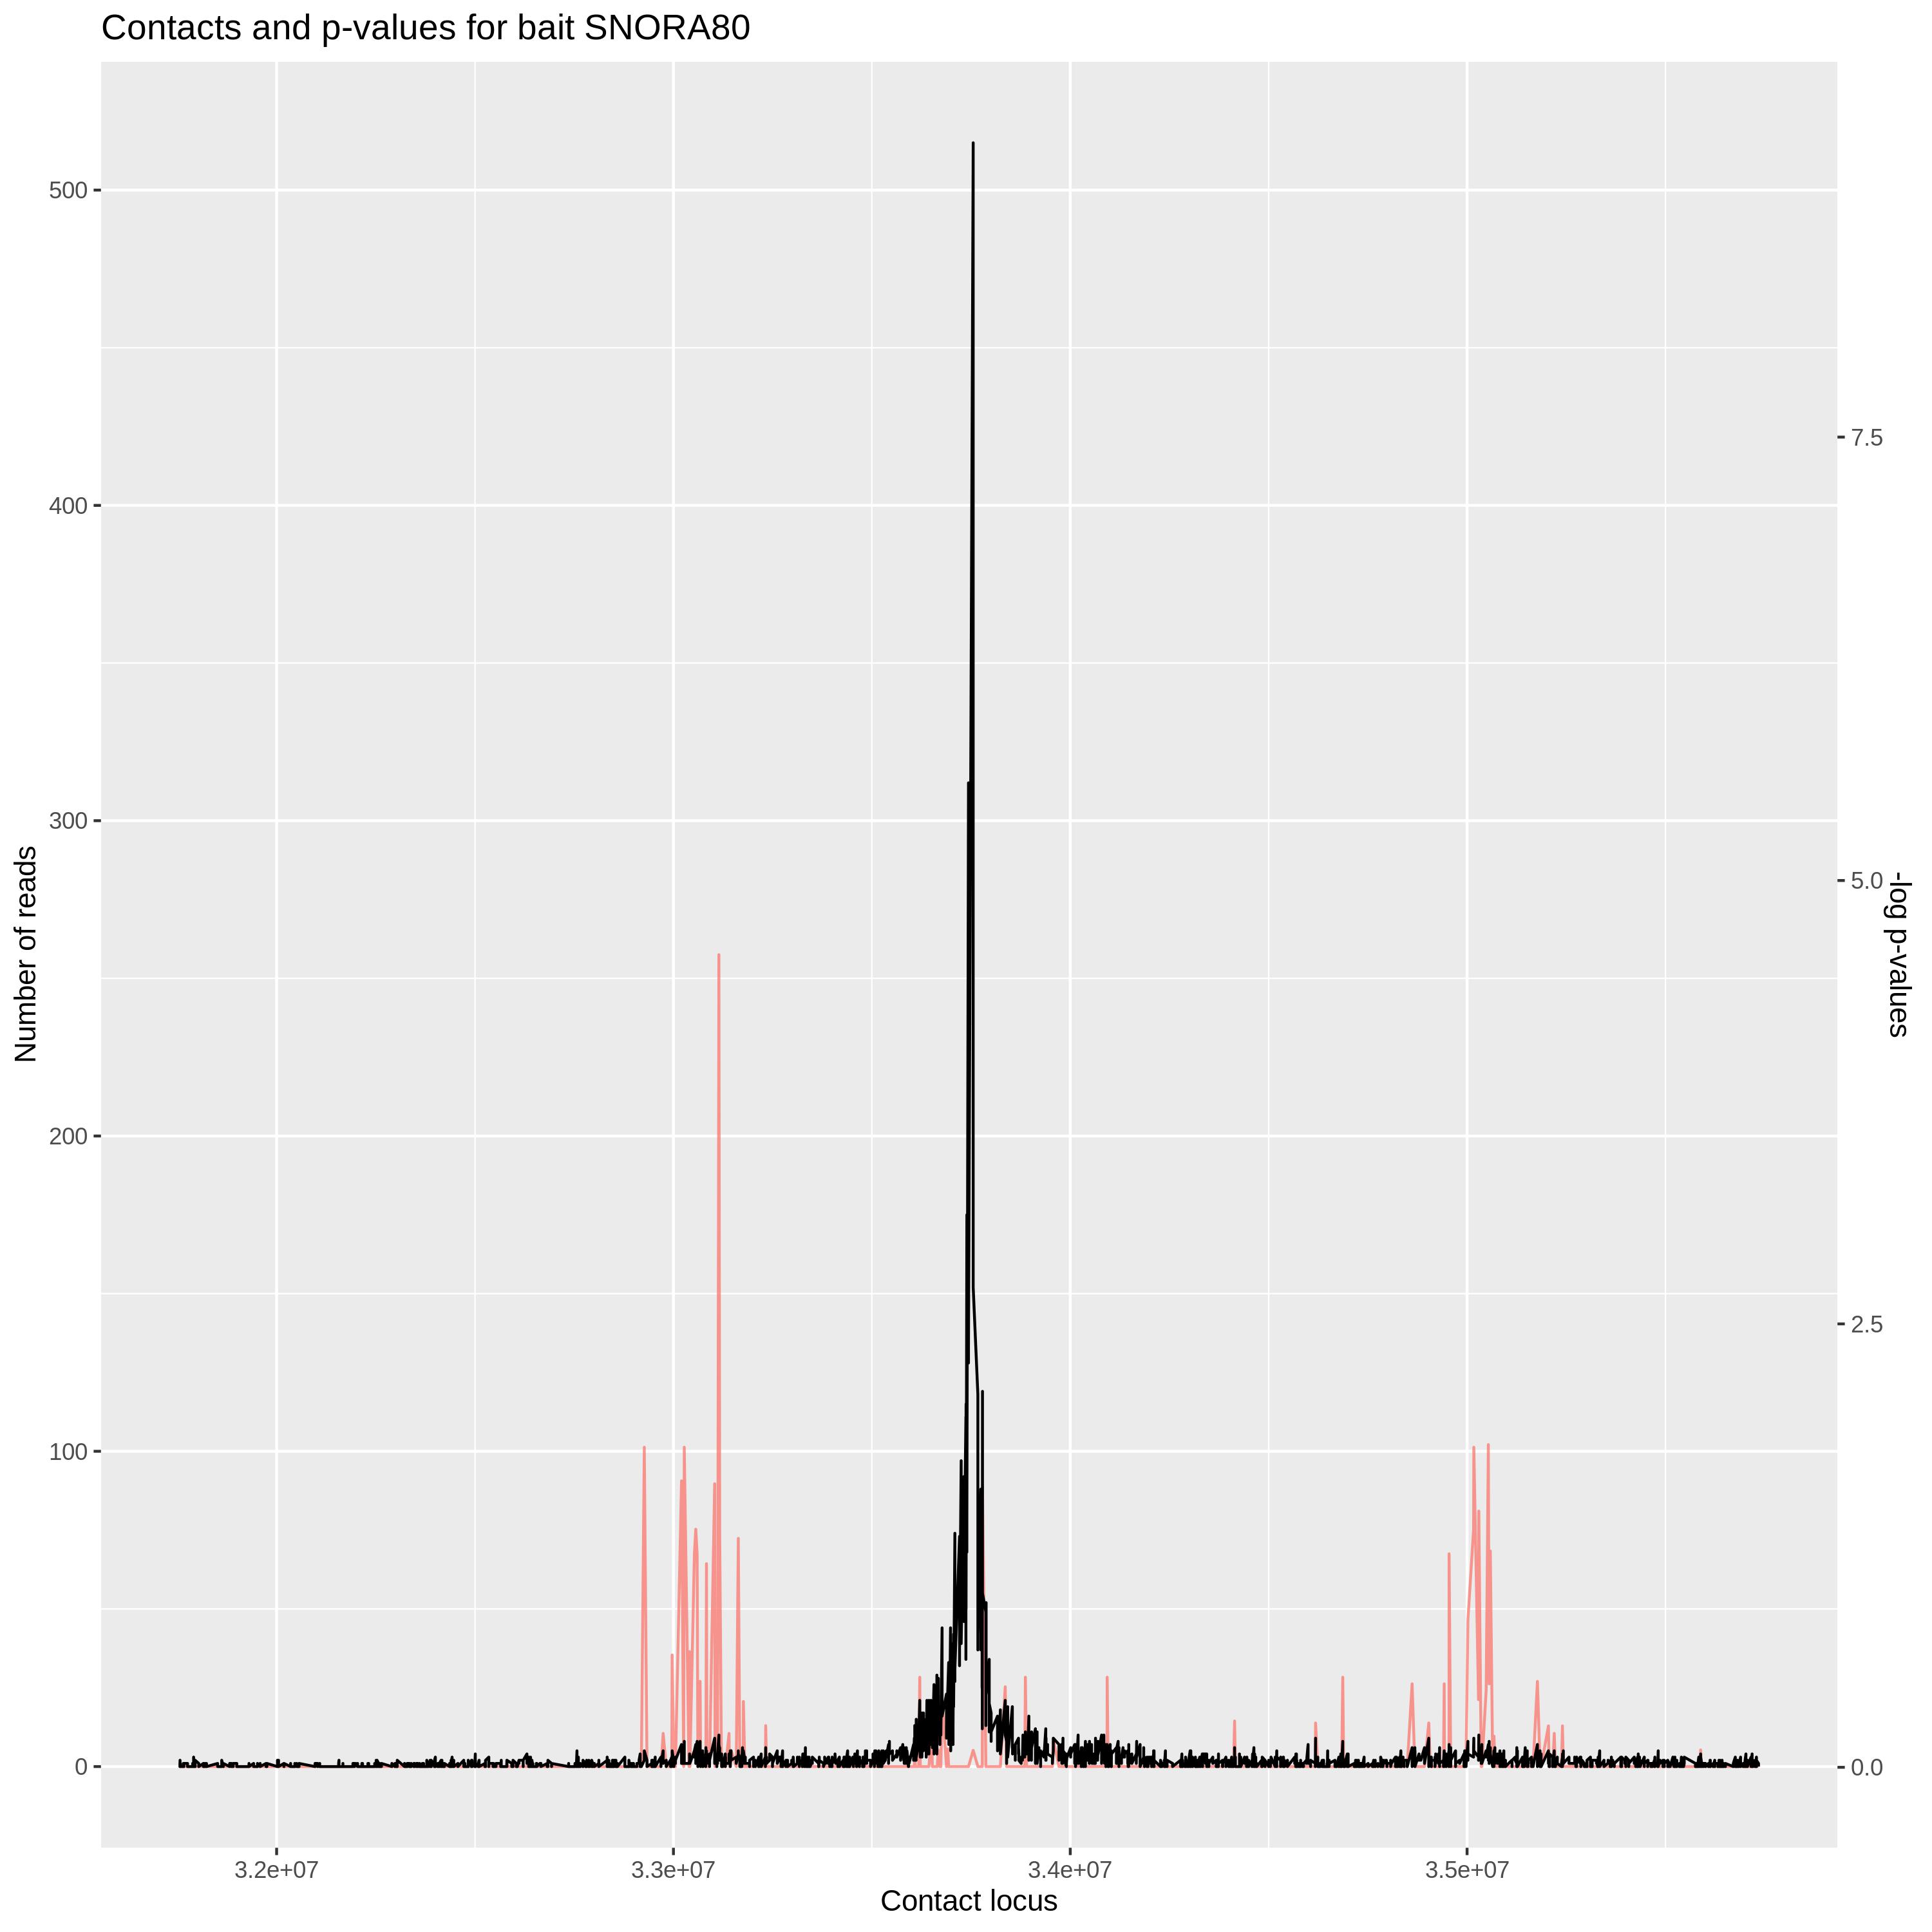 Contacts and p-values for bait SNORA80
500
400
300
200
100
0
Number of reads
7.5
5.0
2.5
0.0
-log p-values
3.2e+07
3.3e+07
3.4e+07
3.5e+07
Contact locus